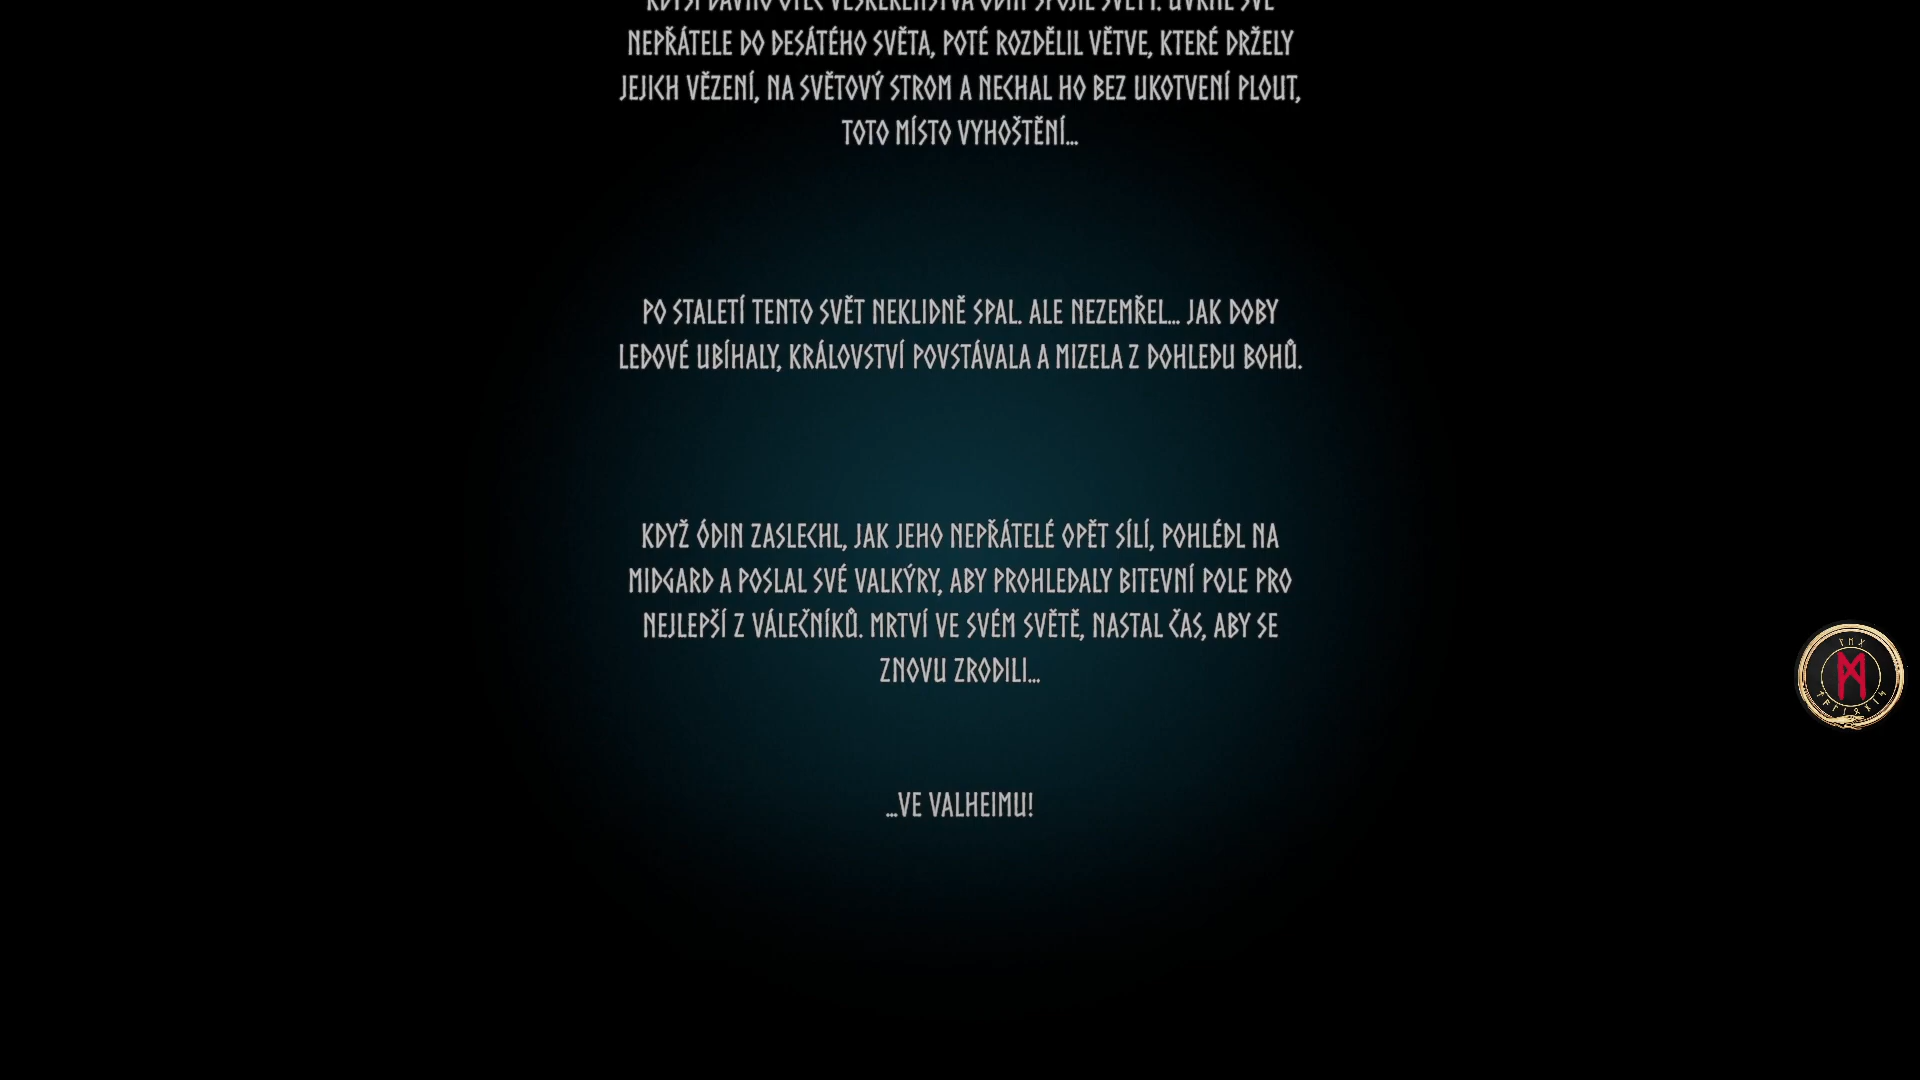 NEPŘÁTELE DO DESÁTÉHO SVĚTA, POTÉ ROZDĚLIL VĚTVE, KTERÉ DRŽELY
JEJICH VĚZENÍ, NA SVĚTOVÝ STROM A NECHAL HO BEZ UKOTVENÍ PLOUT,
TOTO MÍSTO VYHOŠTĚNÍ...
PO STALETÍ TENTO SVĚT NEKLIDNĚ SPAL. ALE NEZEMŘEL... JAK DOBY
LEDOVÉ UBÍHALY, KRÁLOVSTVÍ POVSTÁVALA A MIZELA Z DOHLEDU BOHŮ.
KDYŽ ÓDIN ZASLECHL, JAK JEHO NEPŘÁTELÉ OPĚT SÍLÍ, POHLÉDL NA
MIDGARD A POSLAL SVÉ VALKÝRY, ABY PROHLEDALY BITEVNÍ POLE PRO
NEJLEPŠÍ Z VÁLEČNÍKŮ. MRTVÍ VE SVÉM SVĚTĚ, NASTAL ČAS, ABY SE
ZNOVU ZRODILI...
...VE VALHEIMU!